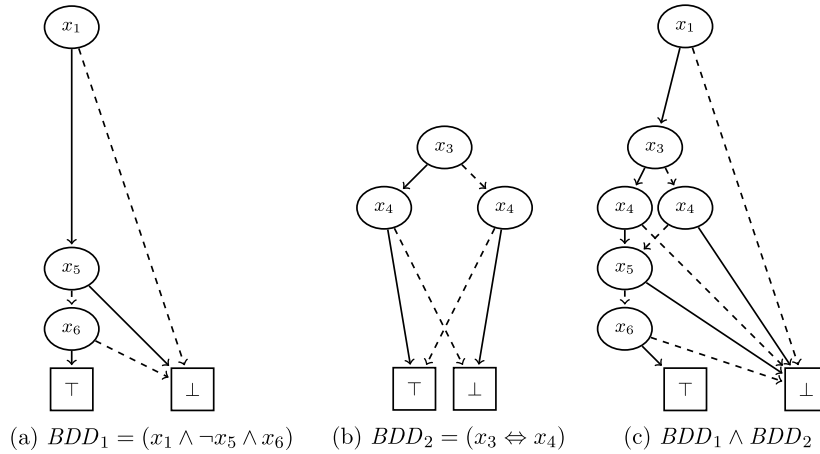 x₁
x₁
x₃
x₃
x₄
x₄
x₄
x₄
x₅
x₅
x₆
x₆
⊤
⊥
⊤
⊥
⊤
⊥
(a) BDD₁ = (x₁ ∧ ¬x₅ ∧ x₆)
(b) BDD₂ = (x₃ ⇔ x₄)
(c) BDD₁ ∧ BDD₂